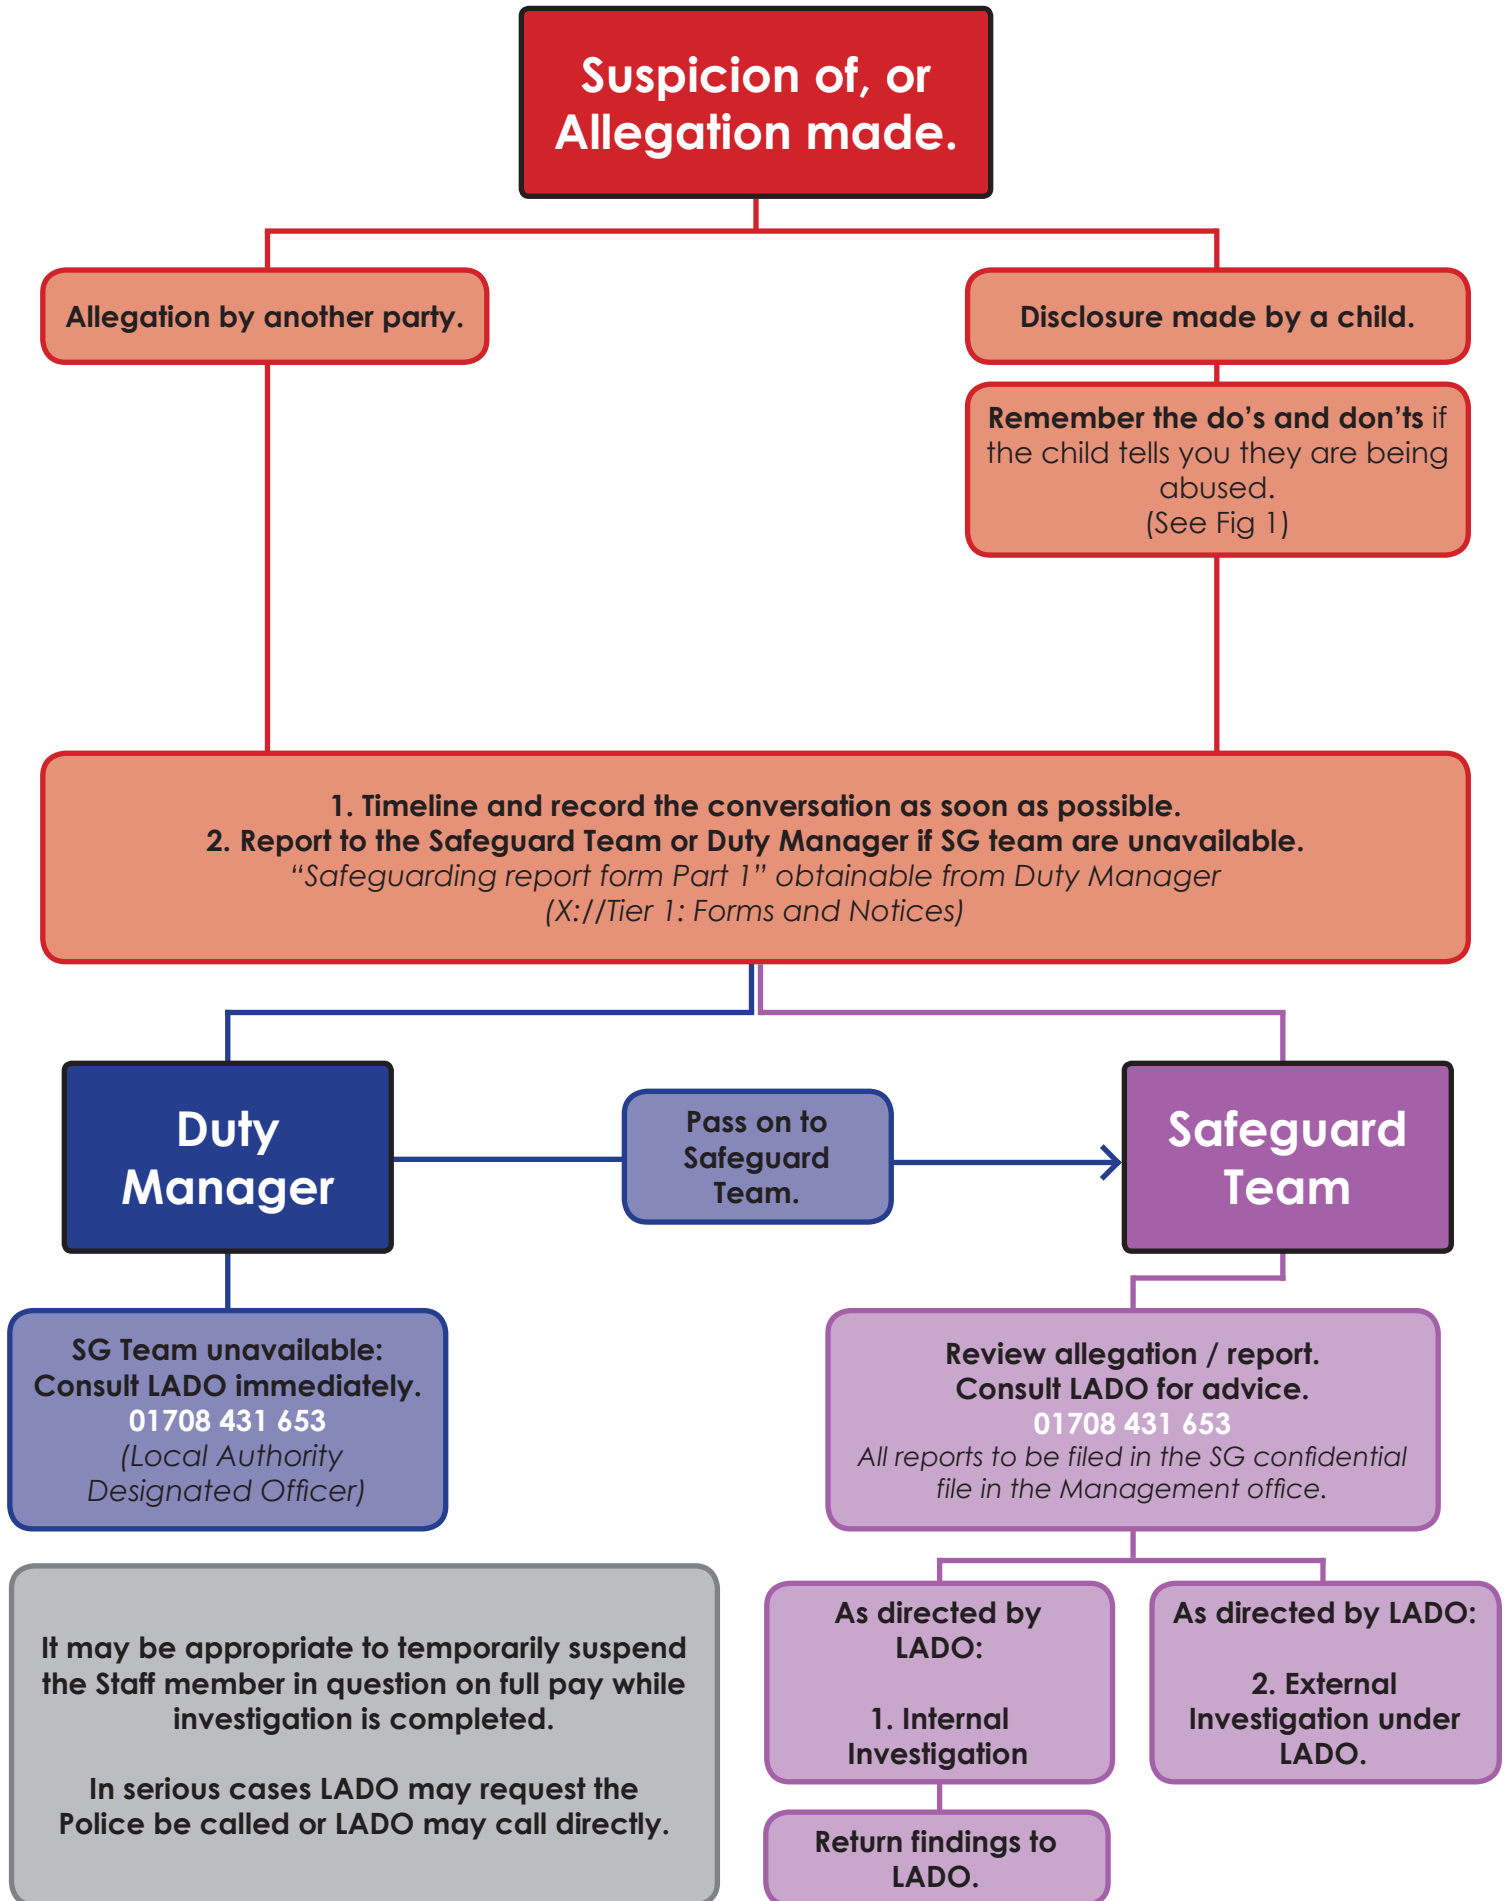 Suspicion of, or
Allegation made.
Allegation by another party.
Disclosure made by a child.
Remember the do’s and don’ts if
the child tells you they are being
abused.
(See Fig 1)
1. Timeline and record the conversation as soon as possible.
2. Report to the Safeguard Team or Duty Manager if SG team are unavailable.
“Safeguarding report form Part 1” obtainable from Duty Manager
(X://Tier 1: Forms and Notices)
Duty
Manager
Pass on to
Safeguard
Team.
Safeguard
Team
SG Team unavailable:
Consult LADO immediately.
01708 431 653
(Local Authority
Designated Officer)
Review allegation / report.
Consult LADO for advice.
01708 431 653
All reports to be filed in the SG confidential
file in the Management office.
It may be appropriate to temporarily suspend
the Staff member in question on full pay while
investigation is completed.
In serious cases LADO may request the
Police be called or LADO may call directly.
As directed by
LADO:
1. Internal
Investigation
As directed by LADO:
2. External
Investigation under
LADO.
Return findings to
LADO.